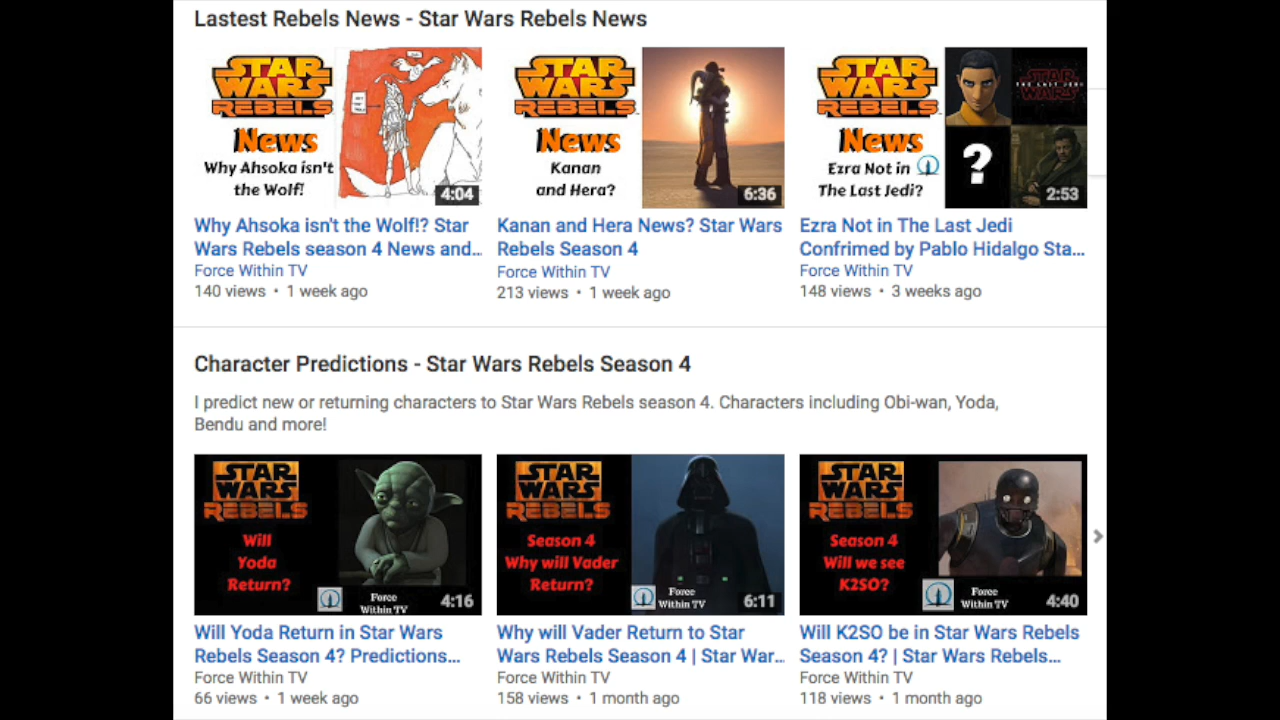 Lastest Rebels News - Star Wars Rebels News
STAR
WARS
REBELS
News
Why Ahsoka isn't
the Wolf!
4:04
STAR
WARS
REBELS
News
Kanan
and Hera?
6:36
STAR
WARS
REBELS
News
Ezra Not in
The Last Jedi?
STAR
THE LAST JEDI
WARS
?
2:53
Why Ahsoka isn't the Wolf!? Star
Wars Rebels season 4 News and...
Force Within TV
140 views • 1 week ago
Kanan and Hera News? Star Wars
Rebels Season 4
Force Within TV
213 views • 1 week ago
Ezra Not in The Last Jedi
Confrimed by Pablo Hidalgo Sta...
Force Within TV
148 views • 3 weeks ago
Character Predictions - Star Wars Rebels Season 4
I predict new or returning characters to Star Wars Rebels season 4. Characters including Obi-wan, Yoda,
Bendu and more!
STAR
WARS
REBELS
Will
Yoda
Return?
Force
Within TV
4:16
STAR
WARS
REBELS
Season 4
Why will Vader
Return?
Force
Within TV
6:11
STAR
WARS
REBELS
Season 4
Will we see
K2SO?
Force
Within TV
4:40
Will Yoda Return in Star Wars
Rebels Season 4? Predictions...
Force Within TV
66 views • 1 week ago
Why will Vader Return to Star
Wars Rebels Season 4 | Star War...
Force Within TV
158 views • 1 month ago
Will K2SO be in Star Wars Rebels
Season 4? | Star Wars Rebels...
Force Within TV
118 views • 1 month ago